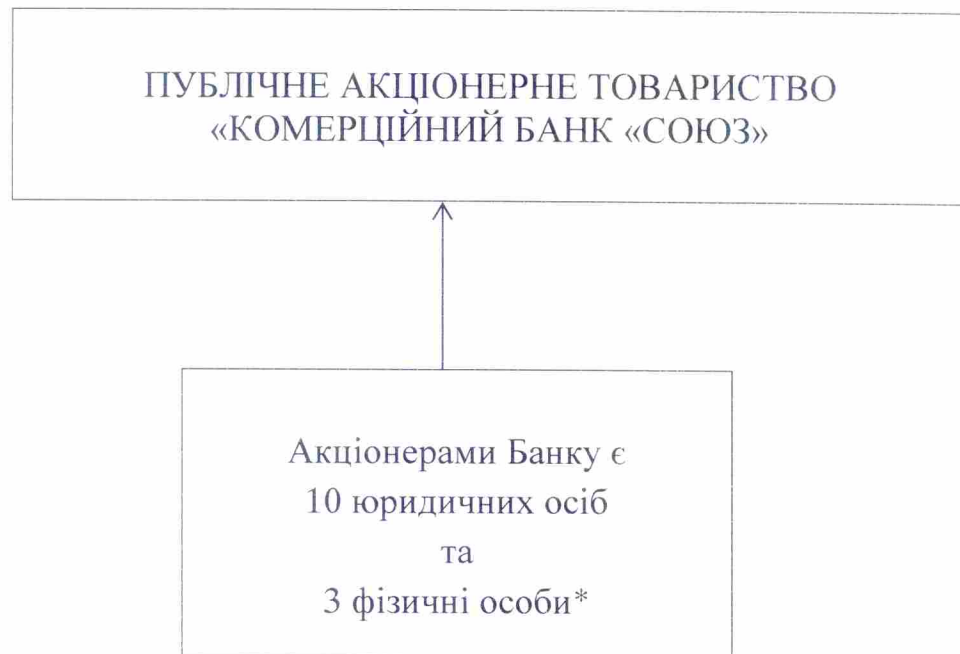 ПУБЛІЧНЕ АКЦІОНЕРНЕ ТОВАРИСТВО
«КОМЕРЦІЙНИЙ БАНК «СОЮЗ»
Акціонерами Банку є
10 юридичних осіб
та
3 фізичні особи*